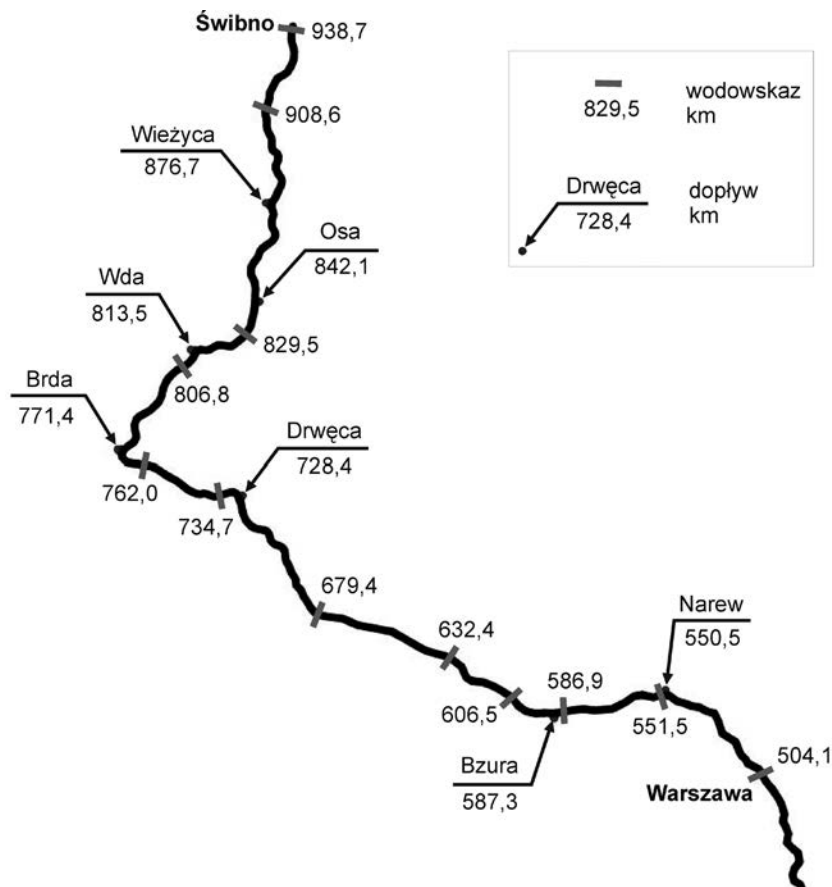 Świbno
938,7
908,6
Wieżyca
876,7
Osa
842,1
Wda
813,5
829,5
806,8
Brda
771,4
Drwęca
728,4
762,0
734,7
679,4
632,4
606,5
586,9
Bzura
587,3
Narew
550,5
551,5
504,1
Warszawa
829,5
wodowskaz
km
Drwęca
728,4
dopływ
km